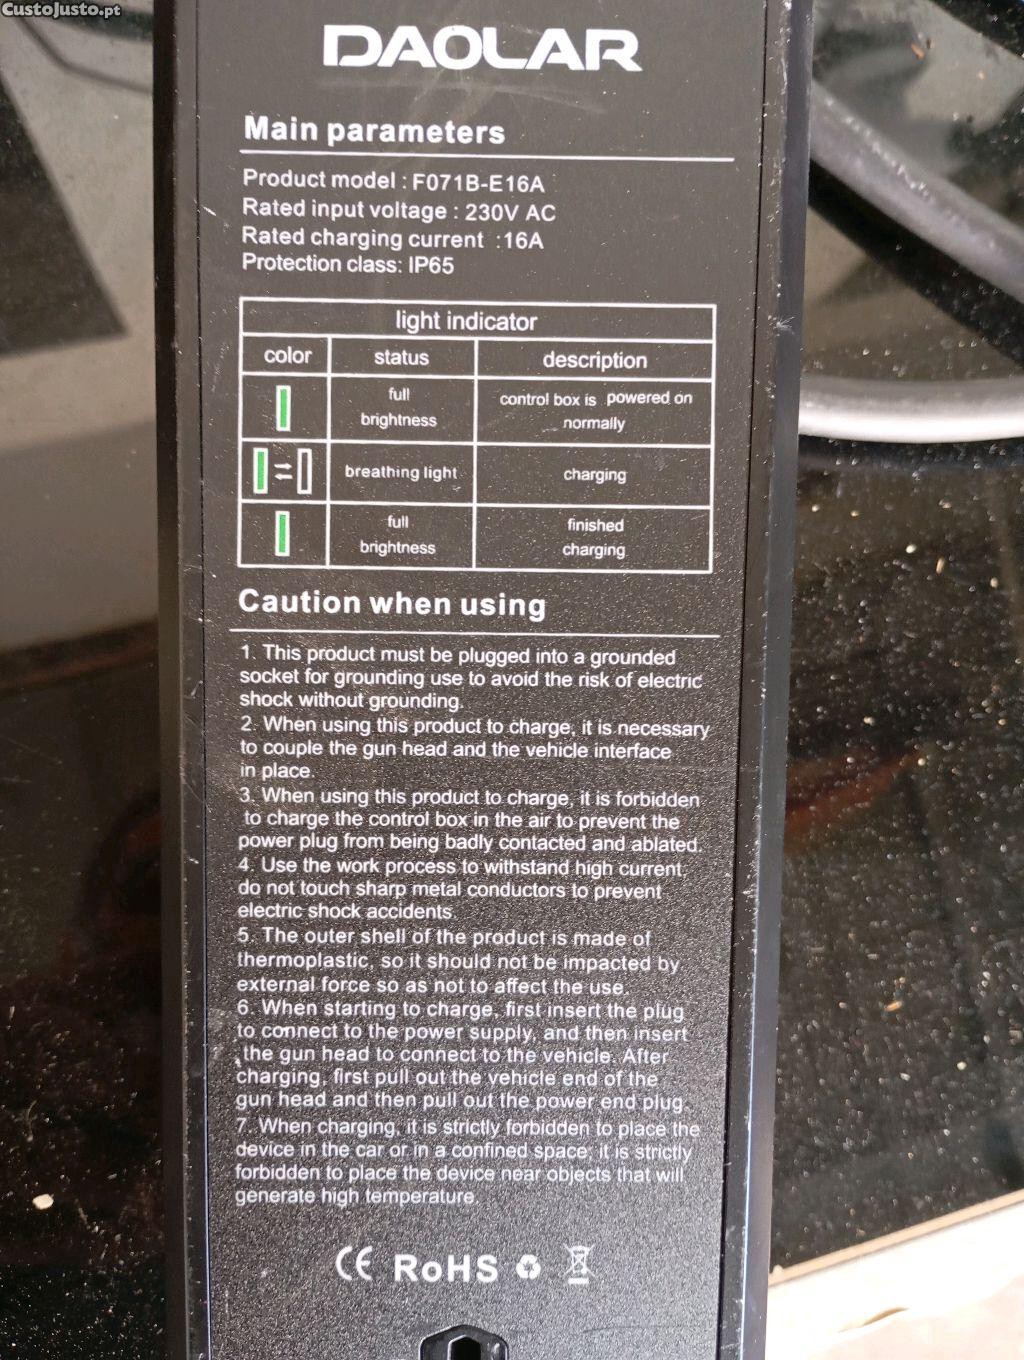 CustoJusto.pt
DAOLAR
Main parameters
Product model : F071B-E16A
Rated input voltage : 230V AC
Rated charging current :16A
Protection class: IP65
light indicator
color status description
full
brightness
control box is powered on
normally
breathing light charging
full
brightness
finished
charging
Caution when using
1. This product must be plugged into a grounded
socket for grounding use to avoid the risk of electric
shock without grounding.
2. When using this product to charge, it is necessary
to couple the gun head and the vehicle interface
in place.
3. When using this product to charge, it is forbidden
to charge the control box in the air to prevent the
power plug from being badly contacted and ablated.
4. Use the work process to withstand high current,
do not touch sharp metal conductors to prevent
electric shock accidents.
5. The outer shell of the product is made of
thermoplastic, so it should not be impacted by
external force so as not to affect the use.
6. When starting to charge, first insert the plug
to connect to the power supply, and then insert
the gun head to connect to the vehicle. After
charging, first pull out the vehicle end of the
gun head and then pull out the power end plug.
7. When charging, it is strictly forbidden to place the
device in the car or in a confined space; it is strictly
forbidden to place the device near objects that will
generate high temperature.
CE RoHS